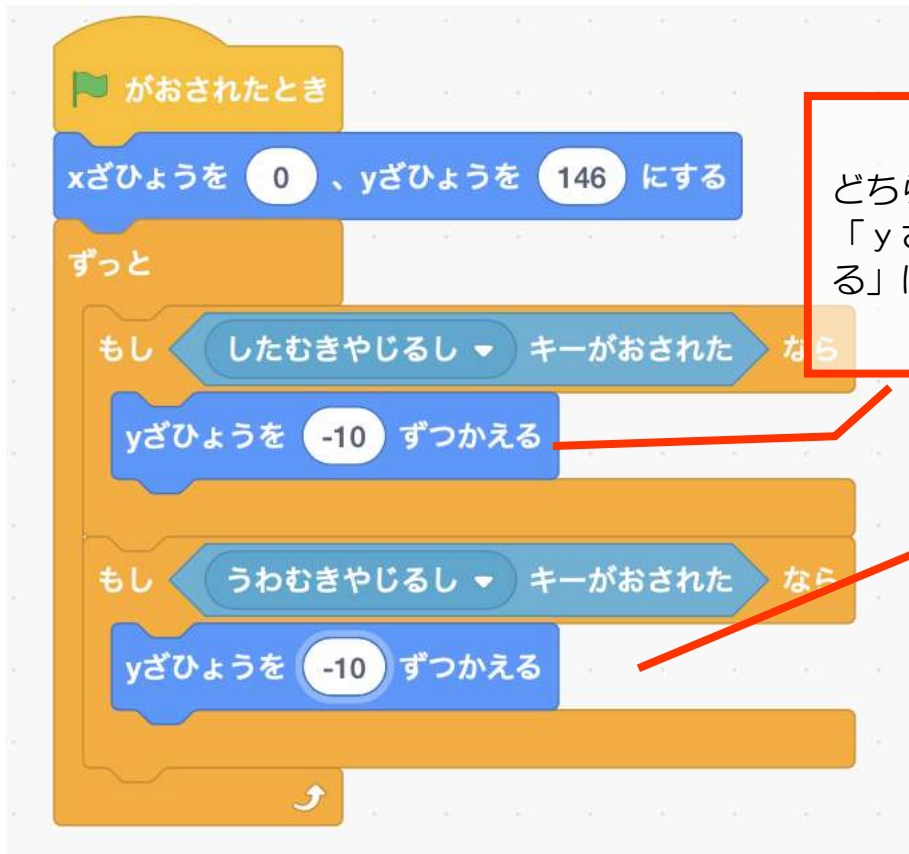 がおされたとき
xざひょうを 0 、yざひょうを 146 にする
ずっと
もし したむきやじるし キーがおされた なら
yざひょうを -10 ずつかえる
もし うわむきやじるし キーがおされた なら
yざひょうを -10 ずつかえる
どち
「ｙ
る」